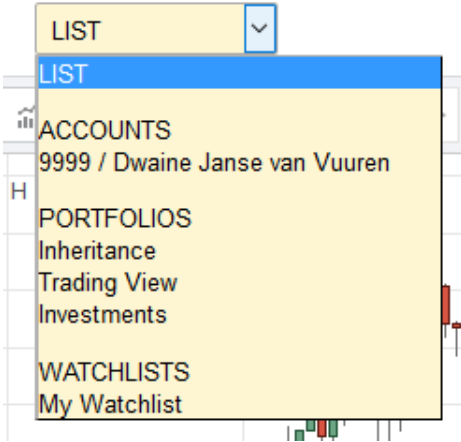 LIST
LIST
ACCOUNTS
9999 / Dwaine Janse van Vuuren
H
PORTFOLIOS
Inheritance
Trading View
Investments
WATCHLISTS
My Watchlist